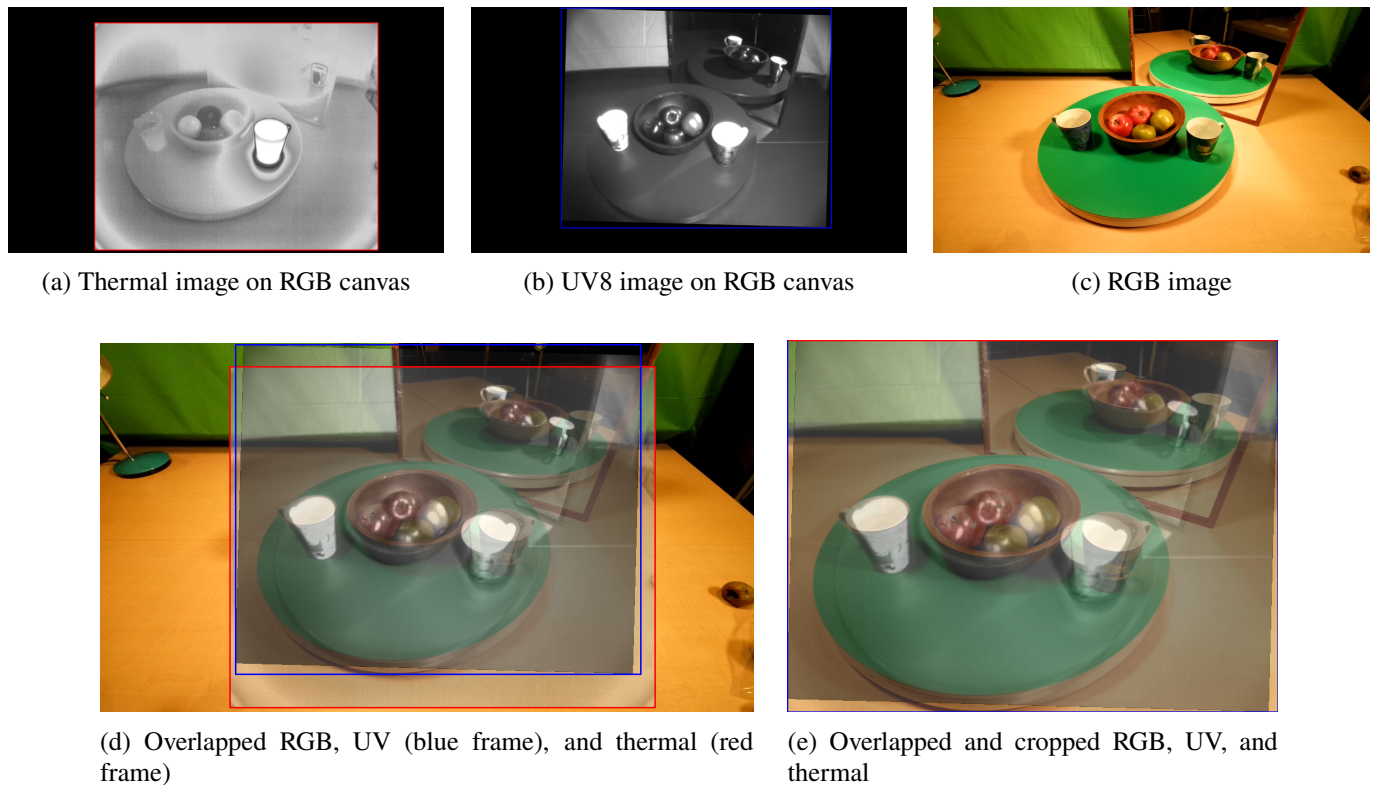 (a) Thermal image on RGB canvas
(b) UV8 image on RGB canvas
(c) RGB image
(d) Overlapped RGB, UV (blue frame), and thermal (red
frame)
(e) Overlapped and cropped RGB, UV, and
thermal